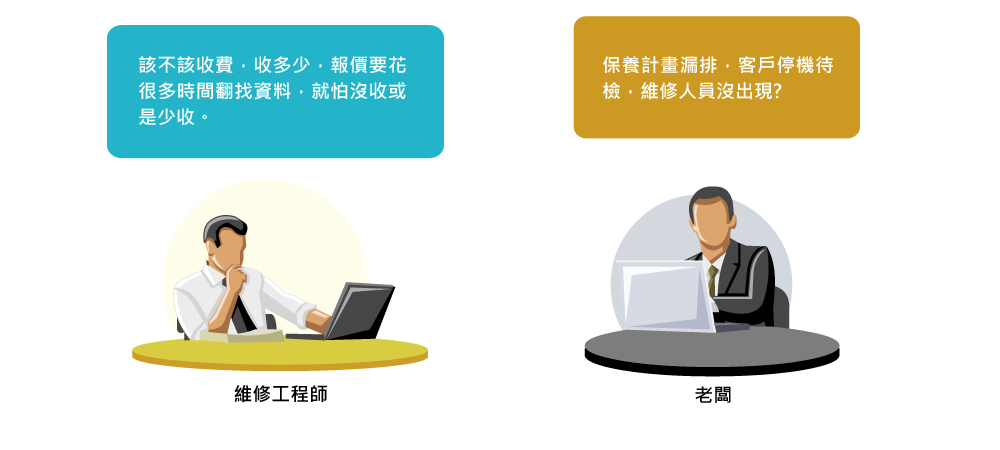 該不該收費，收多少，報價要花
很多時間翻找資料，就怕沒收或
是少收。
保養計畫漏排，客戶停機待
檢，維修人員沒出現?
維修工程師
老闆